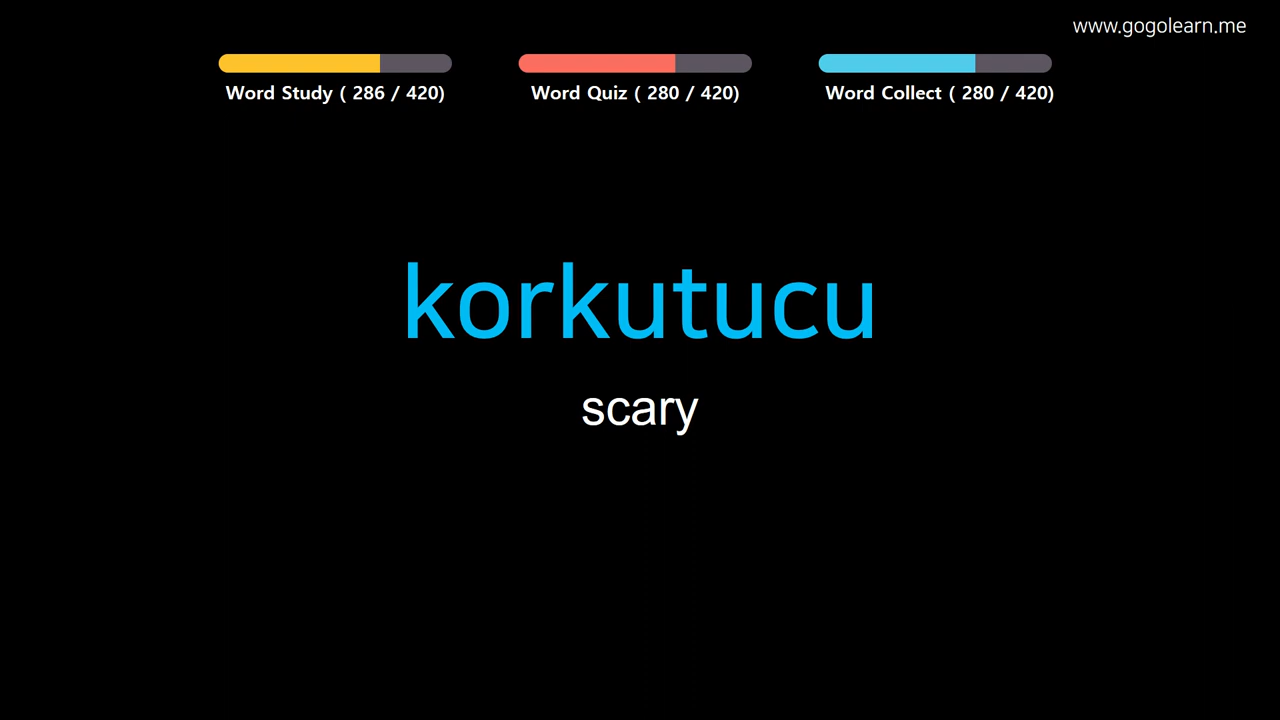 www.gogolearn.me
Word Study ( 286 / 420)
Word Quiz ( 280 / 420)
Word Collect ( 280 / 420)
korkutucu
scary